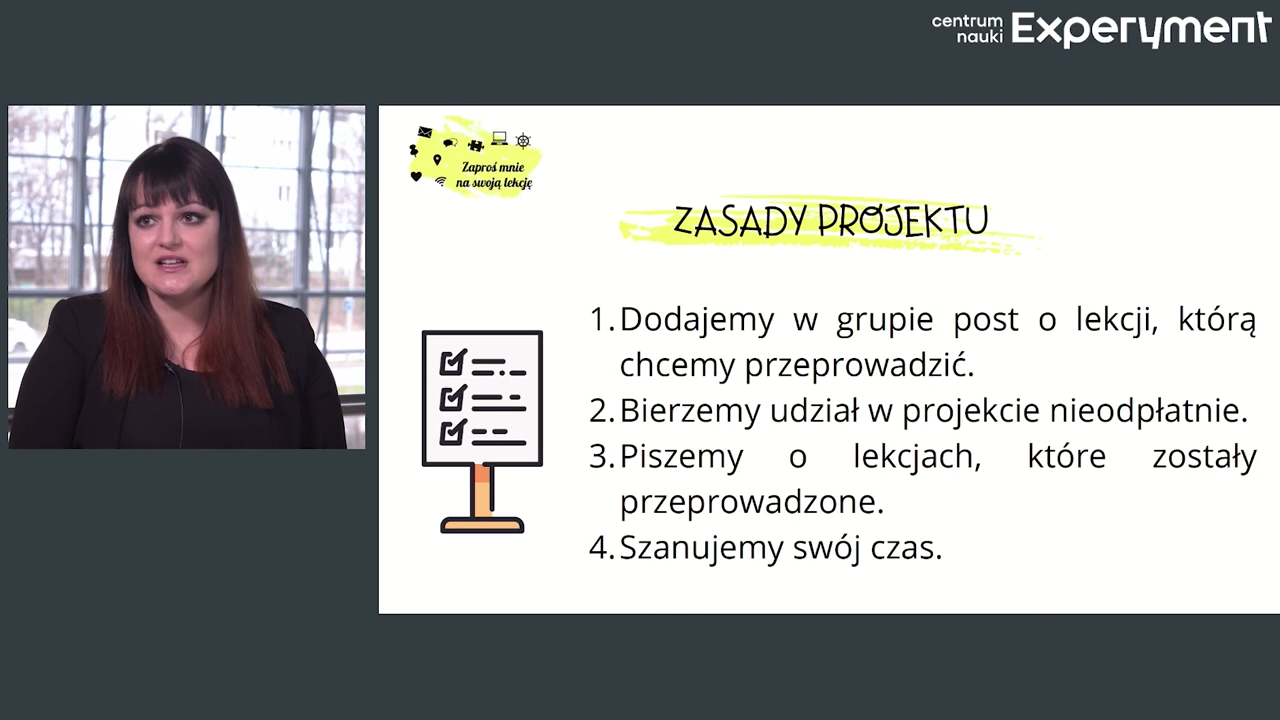 centrum
nauki
Experyment
Zaproś mnie
na swoją lekcję
ZASADY PROJEKTU
1. Dodajemy w grupie post o lekcji, którą
chcemy przeprowadzić.
2. Bierzemy udział w projekcie nieodpłatnie.
3. Piszemy o lekcjach, które zostały
przeprowadzone.
4. Szanujemy swój czas.